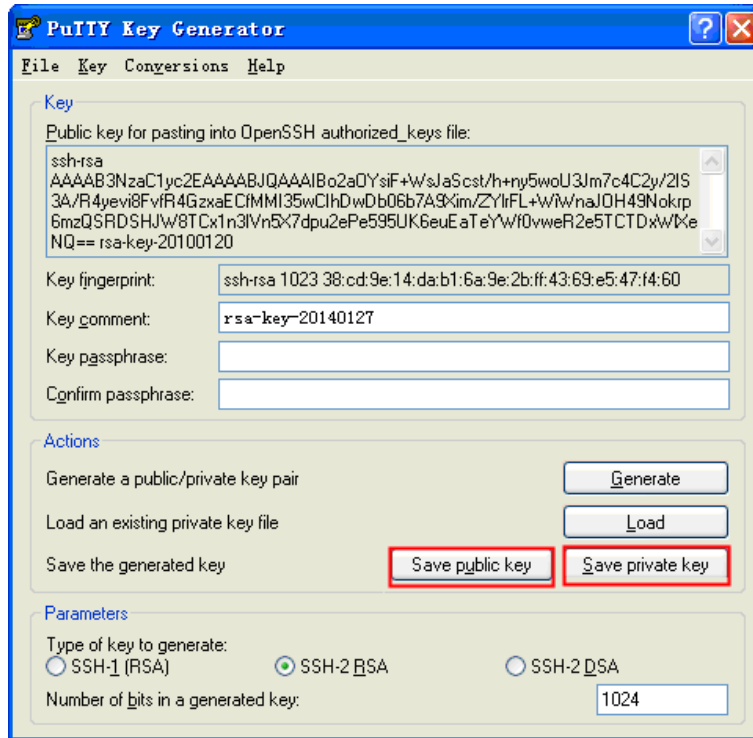 PuTTY Key Generator
File Key Conversions Help
Key
Public key for pasting into OpenSSH authorized_keys file:
ssh-rsa
AAAAB3NzaC1yc2EAAAABJQAAAIBo2a0YsiF+WsJaScst/h+ny5woU3Jm7c4C2y/2IS
3A/R4yevi8FvfR4GzxaECfMMI35wClhDwDb06b7A9Xim/ZYlrFL+WiWnaJOH49Nokrp
6mzQSRDSHJW8TCx1n3lVn5X7dpu2ePe595UK6euEaTeYWf0vweR2e5TCTDxWlXe
NQ== rsa-key-20100120
Key fingerprint: ssh-rsa 1023 38:cd:9e:14:da:b1:6a:9e:2b:ff:43:69:e5:47:f4:60
Key comment: rsa-key-20140127
Key passphrase:
Confirm passphrase:
Actions
Generate a public/private key pair Generate
Load an existing private key file Load
Save the generated key Save public key Save private key
Parameters
Type of key to generate:
SSH-1 (RSA) SSH-2 RSA SSH-2 DSA
Number of bits in a generated key: 1024